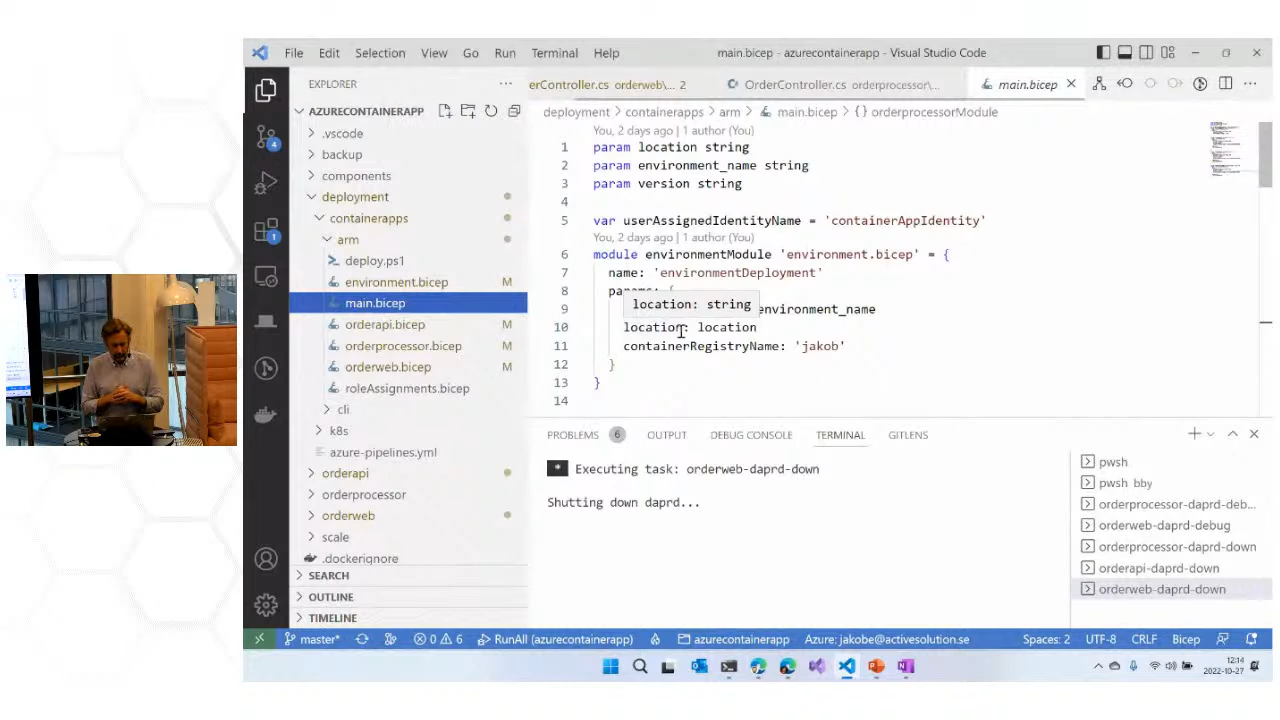 File Edit Selection View Go Run Terminal Help main.bicep - azurecontainerapp - Visual Studio Code
EXPLORER
erController.cs orderweb\... 2 OrderController.cs orderprocessor\... main.bicep
AZURECONTAINERAPP
deployment > containerapps > arm > main.bicep > {} orderprocessorModule
.vscode
backup
components
deployment
containerapps
arm
deploy.ps1
environment.bicep M
main.bicep
orderapi.bicep M
orderprocessor.bicep M
orderweb.bicep M
roleAssignments.bicep
cli
k8s
azure-pipelines.yml
orderapi
orderprocessor
orderweb
scale
.dockerignore
SEARCH
OUTLINE
TIMELINE
4
1
You, 2 days ago | 1 author (You)
1 param location string
2 param environment_name string
3 param version string
4
5 var userAssignedIdentityName = 'containerAppIdentity'
You, 2 days ago | 1 author (You)
6 module environmentModule 'environment.bicep' = {
7 name: 'environmentDeployment'
8 params: {
location: string
9 environment_name
10 location: location
11 containerRegistryName: 'jakob'
12 }
13 }
14
PROBLEMS 6 OUTPUT DEBUG CONSOLE TERMINAL GITLENS
* Executing task: orderweb-daprd-down
Shutting down daprd...
pwsh
pwsh bby
orderprocessor-daprd-deb...
orderweb-daprd-debug
orderprocessor-daprd-down
orderapi-daprd-down
orderweb-daprd-down
master* 0 6 RunAll (azurecontainerapp) azurecontainerapp Azure: jakobe@activesolution.se Spaces: 2 UTF-8 CRLF Bicep
12:14
2022-10-27